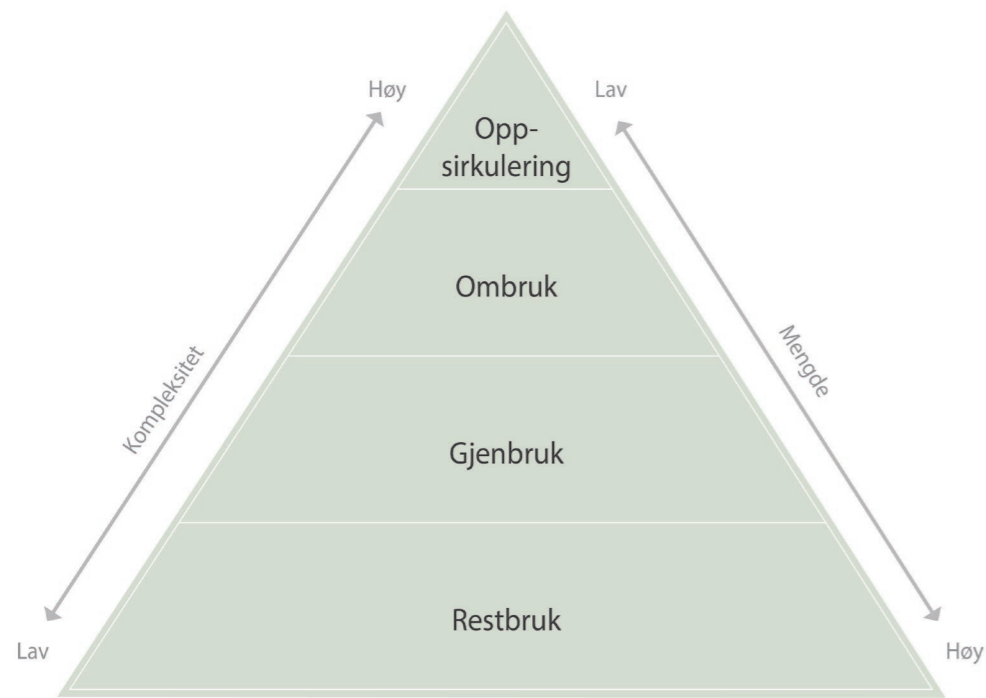 Høy
Lav
Opp-
sirkulering
Ombruk
Kompleksitet
Mengde
Gjenbruk
Restbruk
Lav
Høy